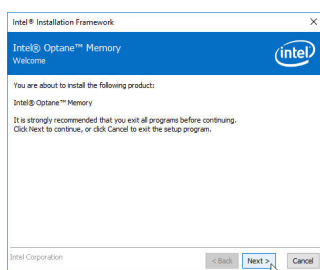 Intel® Installation Framework
Intel® Optane™ Memory
Welcome
intel
You are about to install the following product:
Intel® Optane™ Memory
It is strongly recommended that you exit all programs before continuing.
Click Next to continue, or click Cancel to exit the setup program.
Intel Corporation
< Back Next > Cancel